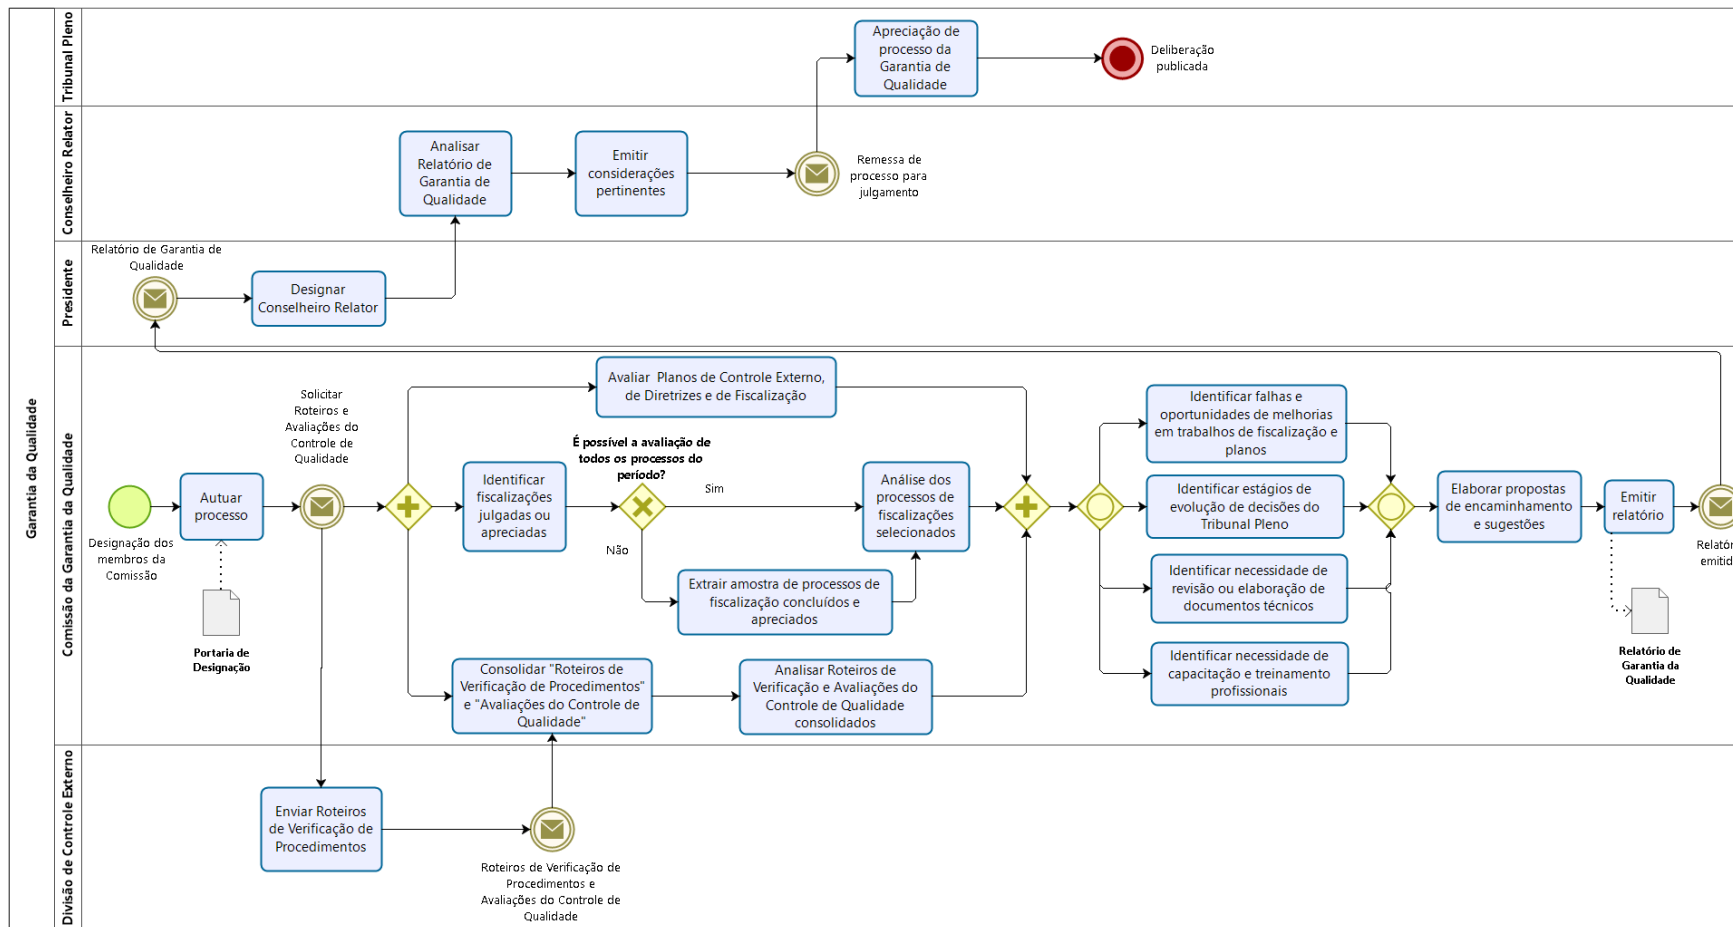 Garantia da Qualidade
Tribunal Pleno
Apreciação de
processo da
Garantia de
Qualidade
Deliberação
publicada
Conselheiro Relator
Analisar
Relatório de
Garantia de
Qualidade
Emitir
considerações
pertinentes
Remessa de
processo para
julgamento
Presidente
Relatório de Garantia de
Qualidade
Designar
Conselheiro Relator
Comissão da Garantia da Qualidade
Designação dos
membros da
Comissão
Autuar
processo
Portaria de
Designação
Solicitar
Roteiros e
Avaliações do
Controle de
Qualidade
Avaliar Planos de Controle Externo,
de Diretrizes e de Fiscalização
Identificar
fiscalizações
julgadas ou
apreciadas
É possível a avaliação de
todos os processos do
período?
Sim
Não
Extrair amostra de processos de
fiscalização concluídos e
apreciados
Análise dos
processos de
fiscalizações
selecionados
Consolidar "Roteiros de
Verificação de Procedimentos"
e "Avaliações do Controle de
Qualidade"
Analisar Roteiros de
Verificação e Avaliações do
Controle de Qualidade
consolidados
Identificar falhas e
oportunidades de melhorias
em trabalhos de fiscalização e
planos
Identificar estágios de
evolução de decisões do
Tribunal Pleno
Identificar necessidade de
revisão ou elaboração de
documentos técnicos
Identificar necessidade de
capacitação e treinamento
profissionais
Elaborar propostas
de encaminhamento
e sugestões
Emitir
relatório
Relatór
emitid
Relatório de
Garantia da
Qualidade
Divisão de Controle Externo
Enviar Roteiros
de Verificação de
Procedimentos
Roteiros de Verificação de
Procedimentos e
Avaliações do Controle de
Qualidade